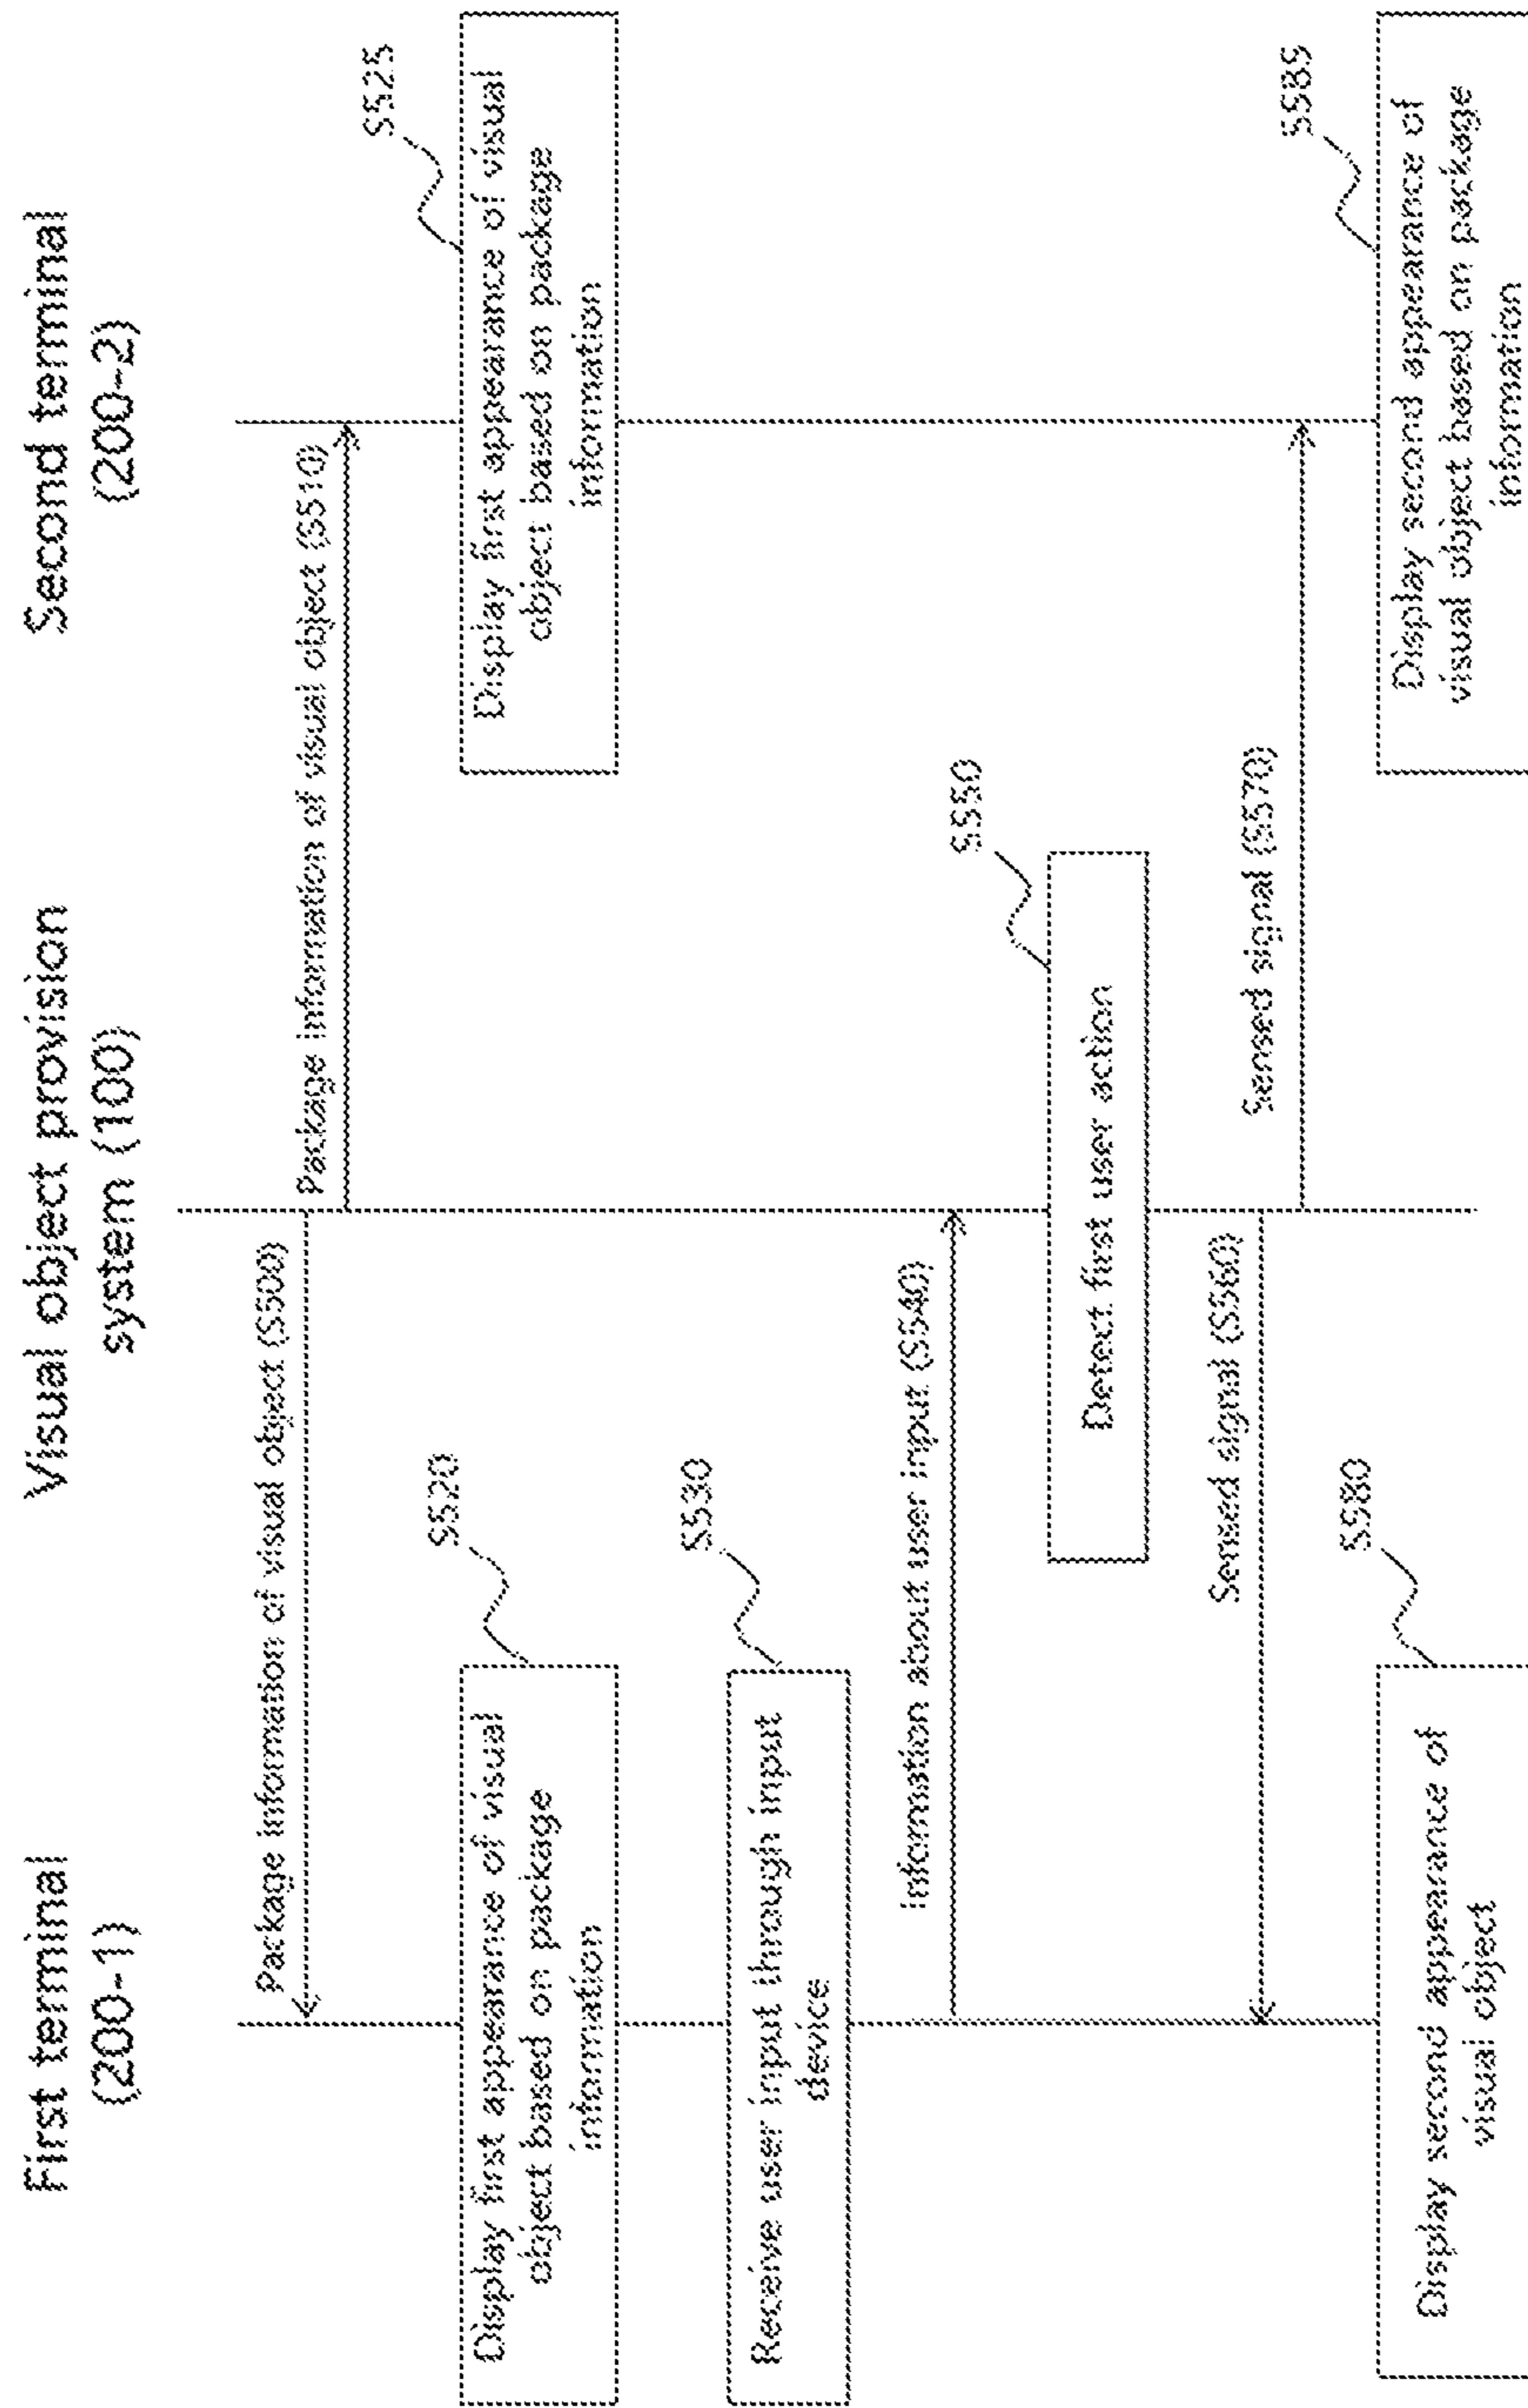 First terminal
(200-1)
Visual object provision
system (100)
Second terminal
(200-2)
Package information of visual object (S500)
Package information of visual object (S510)
S520
Display first appearance of visual
object based on package
information
S525
Display first appearance of visual
object based on package
information
S530
Receive user input through input
device
Information about user input (S540)
S550
Detect first user action
Sensed signal (S560)
Sensed signal (S570)
S580
Display second appearance of
visual object
S585
Display second appearance of
visual object based on package
information